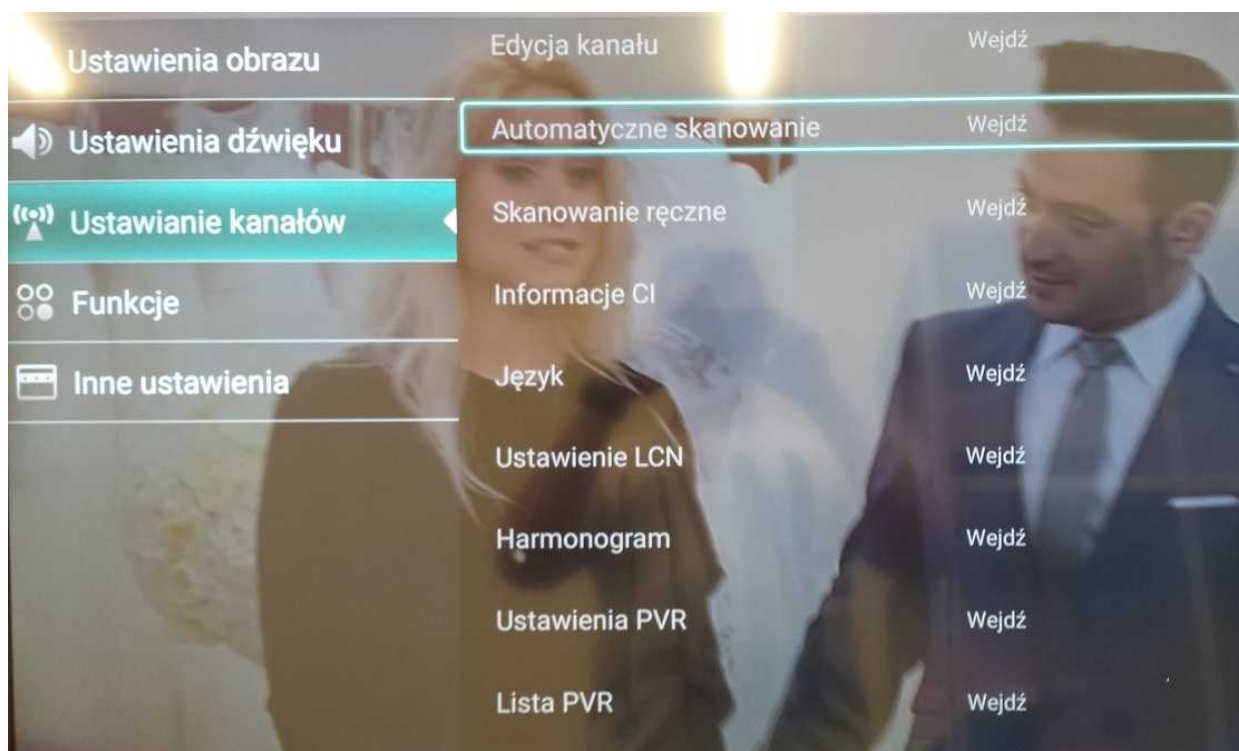 Ustawienia obrazu
Ustawienia dźwięku
Ustawianie kanałów
Funkcje
Inne ustawienia
Edycja kanału Wejdź
Automatyczne skanowanie Wejdź
Skanowanie ręczne Wejdź
Informacje CI Wejdź
Język Wejdź
Ustawienie LCN Wejdź
Harmonogram Wejdź
Ustawienia PVR Wejdź
Lista PVR Wejdź